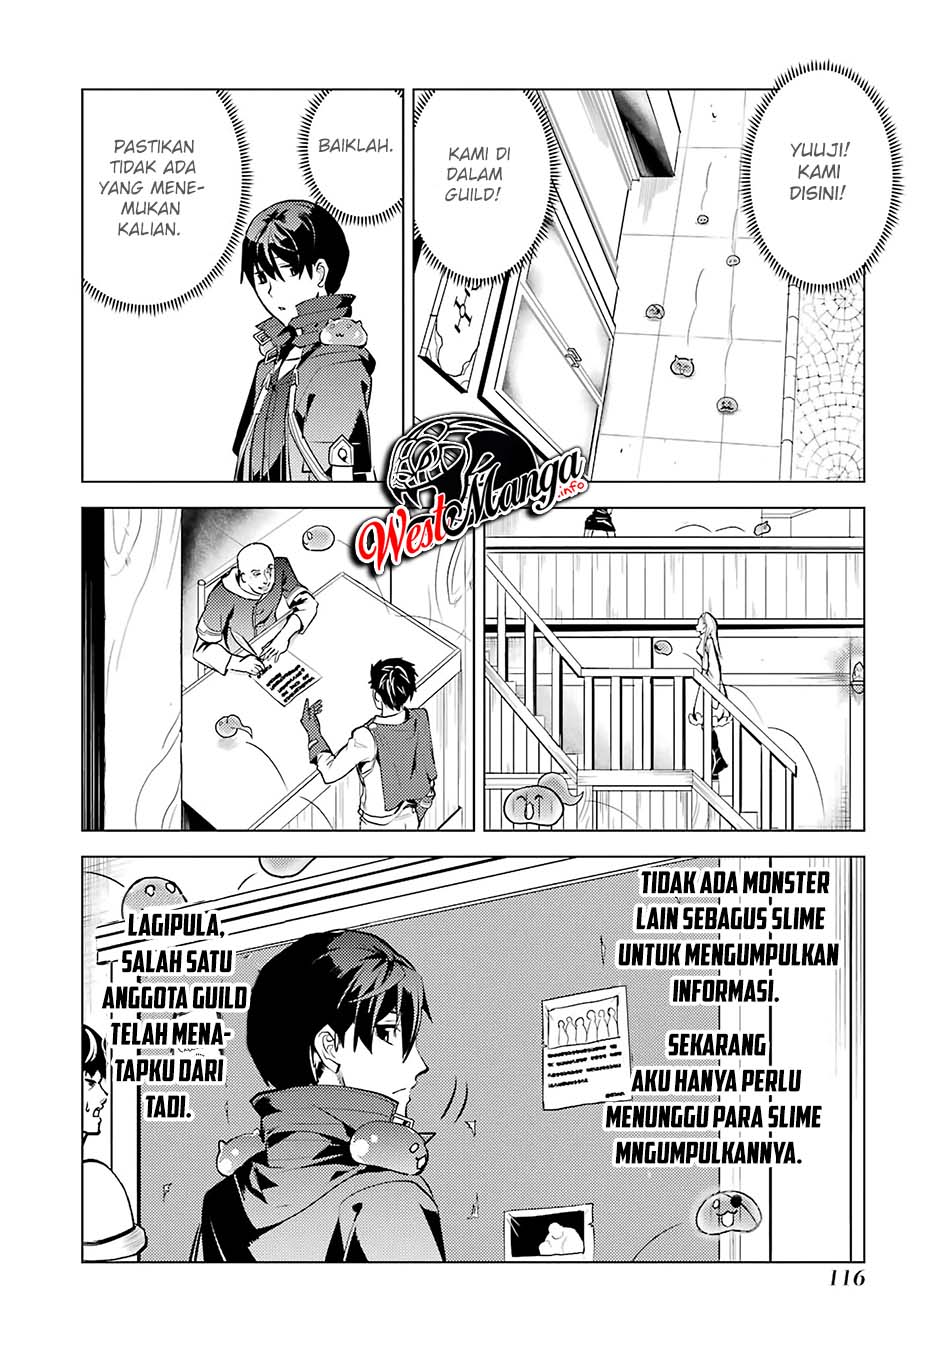 YUUJI!
KAMI
DISINI!
KAMI DI
DALAM
GUILD!
BAIKLAH.
PASTIKAN
TIDAK ADA
YANG MENE-
MUKAN
KALIAN.
WestManga
.info
TIDAK ADA MONSTER
LAIN SEBAGUS SLIME
UNTUK MENGUMPULKAN
INFORMASI.
SEKARANG
AKU HANYA PERLU
MENUNGGU PARA SLIME
MNGUMPULKANNYA.
LAGIPULA,
SALAH SATU
ANGGOTA GUILD
TELAH MENA-
TAPKU DARI
TADI.
116